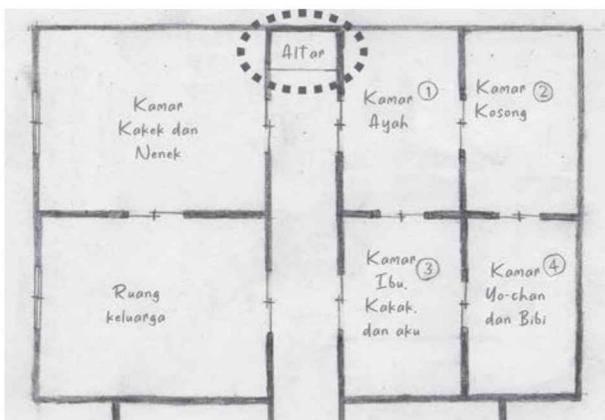 Altar
Kamar
Kakek dan
Nenek
Kamar ①
Ayah
Kamar ②
Kosong
Ruang
keluarga
Kamar ③
Ibu,
Kakak,
dan aku
Kamar ④
Yo-chan
dan Bibi